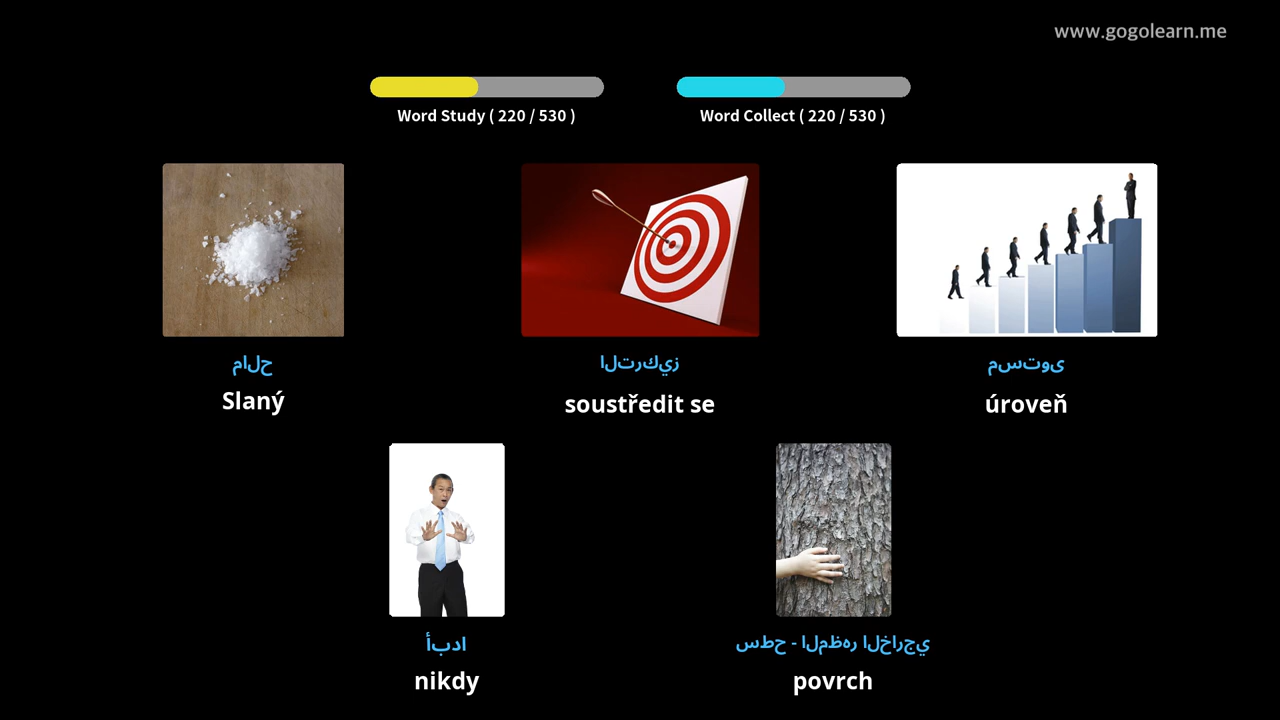 www.gogolearn.me
Word Study ( 220 / 530 )
Word Collect ( 220 / 530 )
مالح
Slaný
التركيز
soustředit se
مستوى
úroveň
أبدا
nikdy
سطح - المظهر الخارجي
povrch